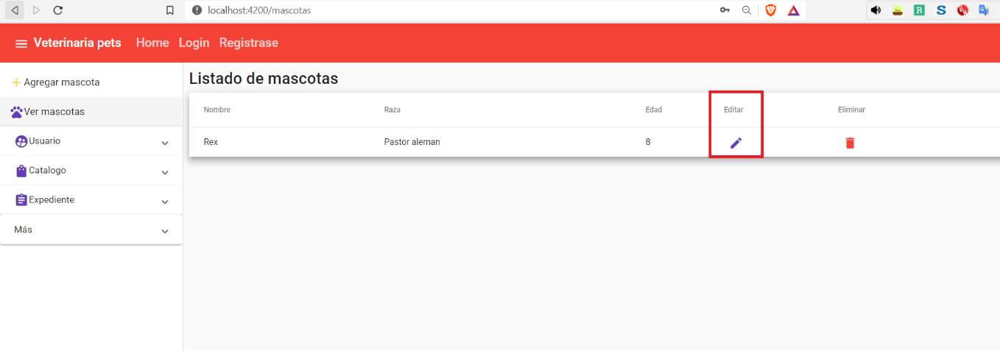 localhost:4200/mascotas
Veterinaria pets Home Login Registrase
Agregar mascota
Ver mascotas
Usuario
Catalogo
Expediente
Más
Listado de mascotas
Nombre Raza Edad Editar Eliminar
Rex Pastor aleman 8